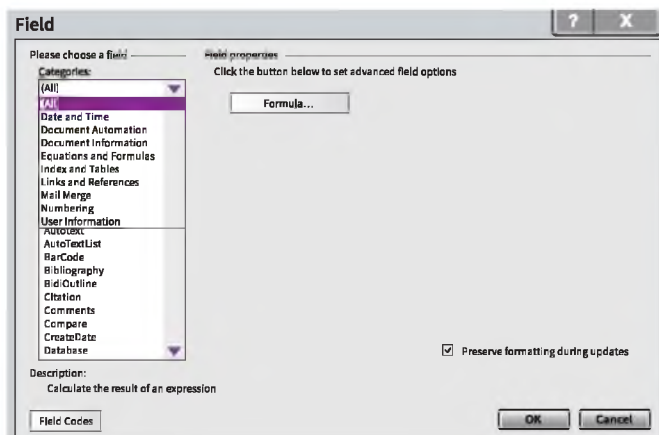 Field
? X
Please choose a field
Field properties
Categories:
Click the button below to set advanced field options
(All)
Formula...
(All)
Date and Time
Document Automation
Document Information
Equations and Formulas
Index and Tables
Links and References
Mail Merge
Numbering
User Information
AutoText
AutoTextList
BarCode
Bibliography
BidiOutline
Citation
Comments
Compare
CreateDate
Database
Preserve formatting during updates
Description:
Calculate the result of an expression
Field Codes
OK
Cancel